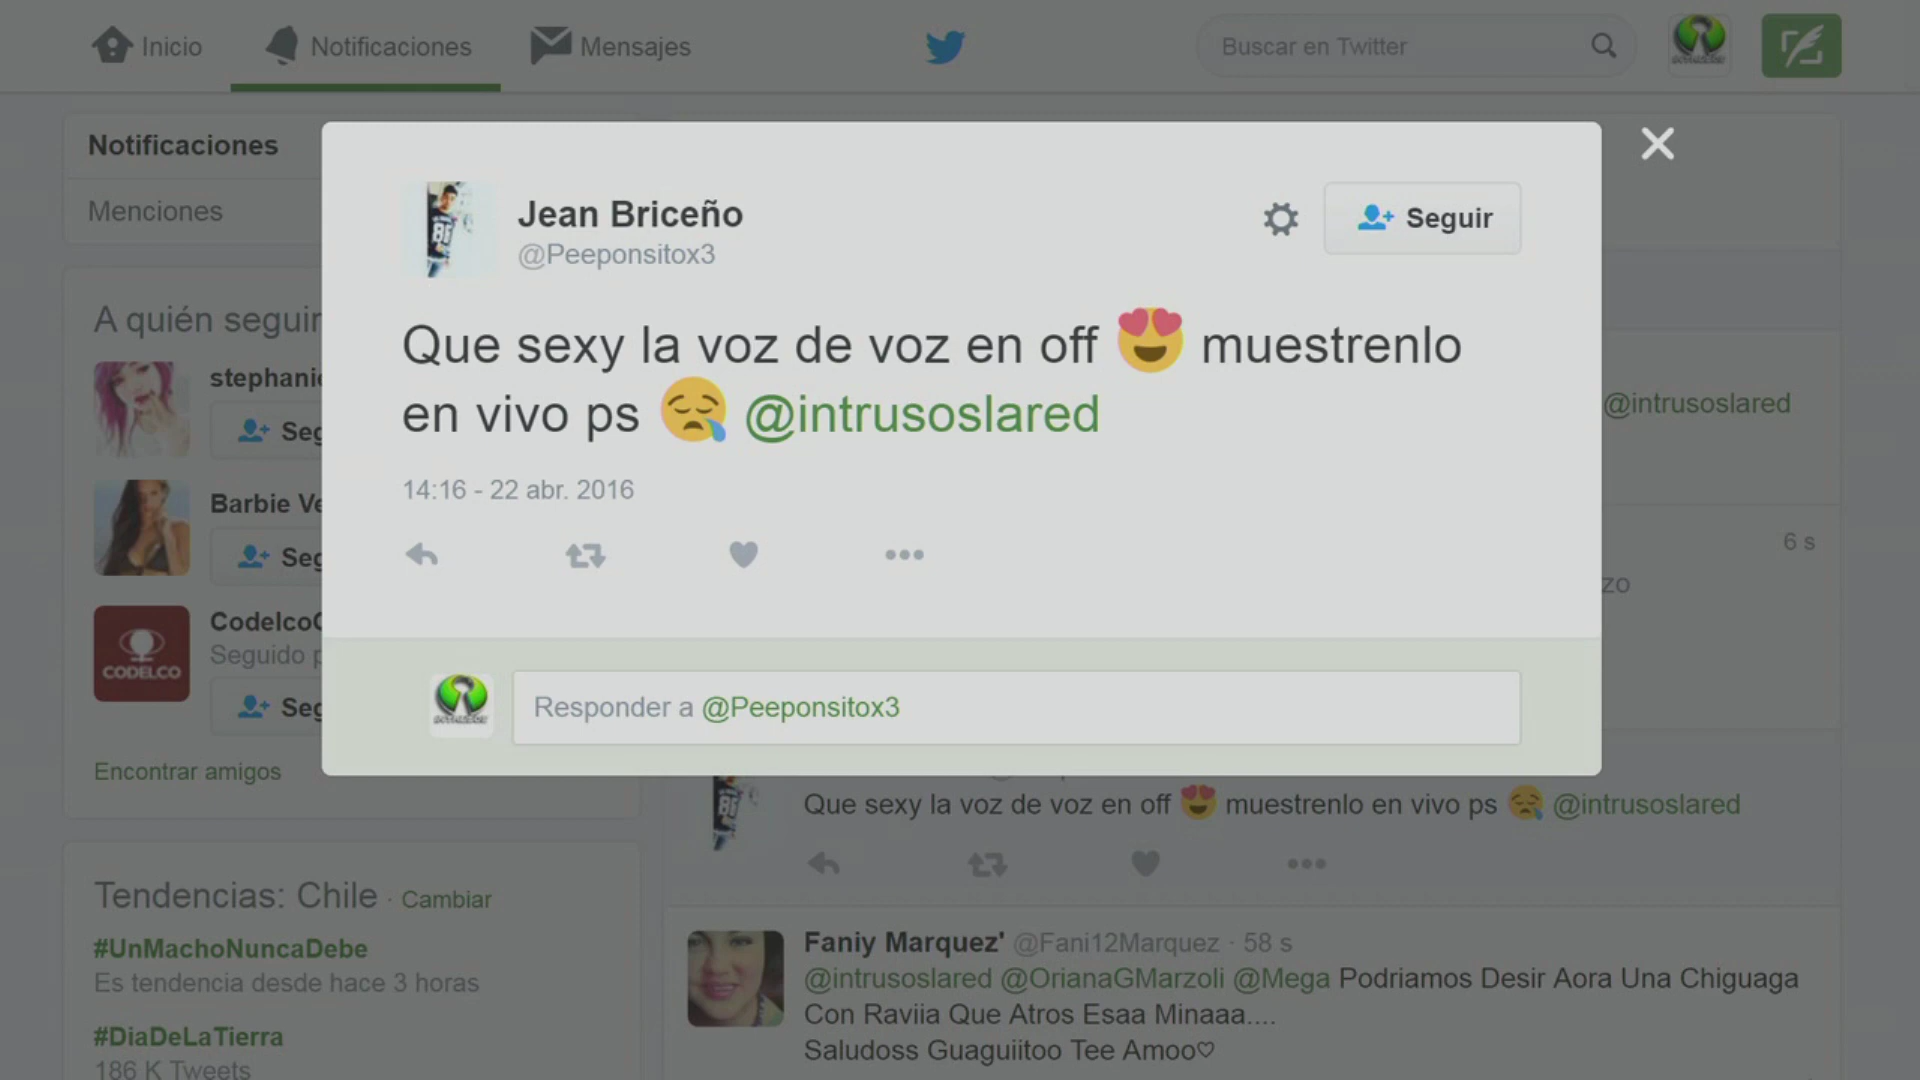 Inicio
Notificaciones
Mensajes
Buscar en Twitter
Notificaciones
Menciones
Jean Briceño
@Peeponsitox3
Seguir
Que sexy la voz de voz en off 😍 muestrenlo
en vivo ps 😪 @intrusoslared
14:16 - 22 abr. 2016
Responder a @Peeponsitox3
A quién seguir
stephanie
Seg
Barbie Ve
Seg
CODELCO
Codelco
Seguido p
Seg
Encontrar amigos
Tendencias: Chile · Cambiar
#UnMachoNuncaDebe
Es tendencia desde hace 3 horas
#DiaDeLaTierra
186 K Tweets
@intrusoslared
6 s
zo
Que sexy la voz de voz en off 😍 muestrenlo en vivo ps 😪 @intrusoslared
Faniy Marquez' @Fani12Marquez · 58 s
@intrusoslared @OrianaGMarzoli @Mega Podriamos Desir Aora Una Chiguaga
Con Raviia Que Atros Esaa Minaaa....
Saludoss Guaguiitoo Tee Amoo♡